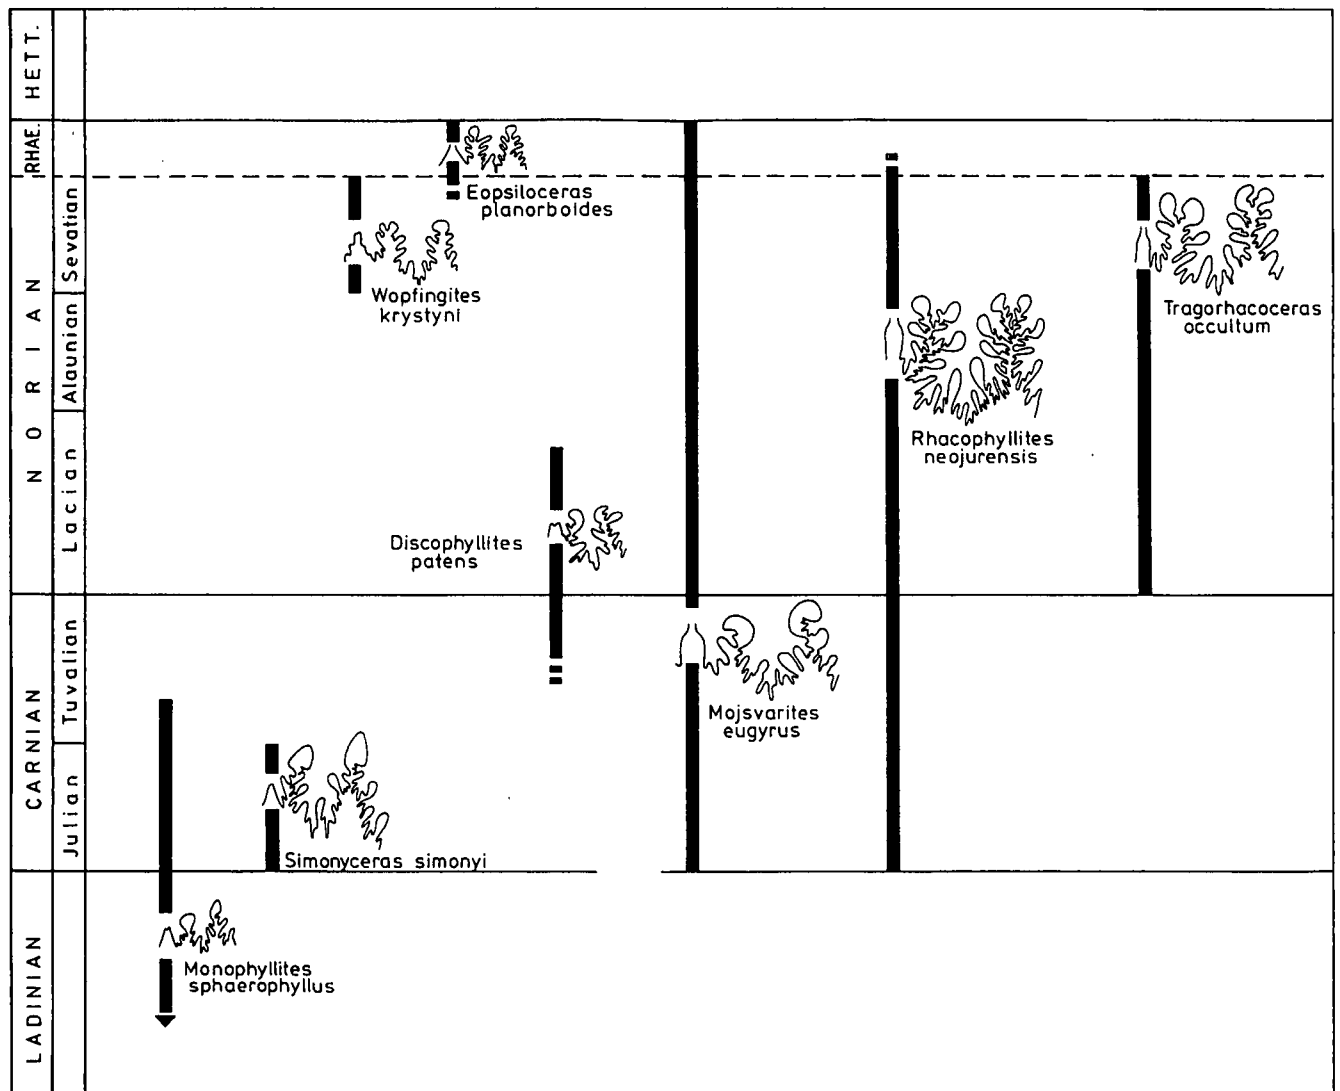 HETT.
RHAE.
NORIAN
Sevatian
Alaunian
Lacian
CARNIAN
Tuvalian
Julian
LADINIAN
Eopsiloceras
planorboides
Wopfingites
krystyni
Tragorhacoceras
occultum
Rhacophyllites
neojurensis
Discophyllites
patens
Mojsvarites
eugyrus
Simonyceras simonyi
Monophyllites
sphaerophyllus